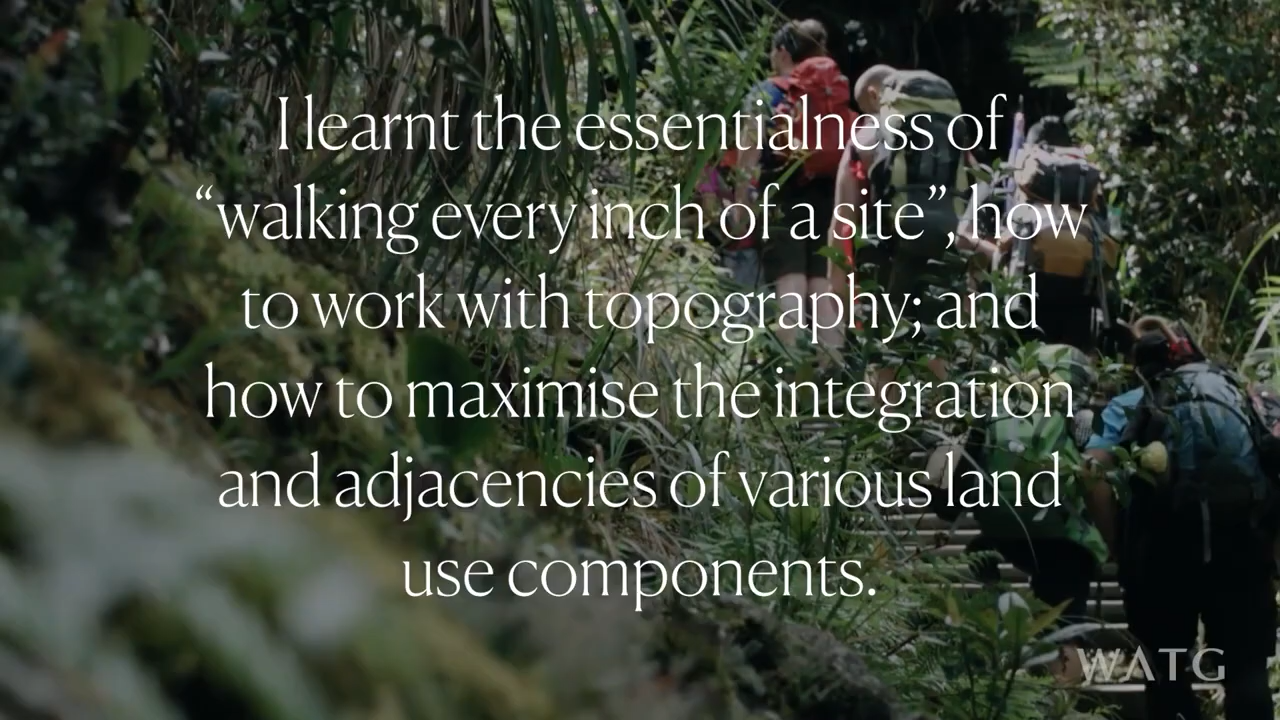 I learnt the essentialness of
“walking every inch of a site”, how
to work with topography; and
how to maximise the integration
and adjacencies of various land
use components.
WATG